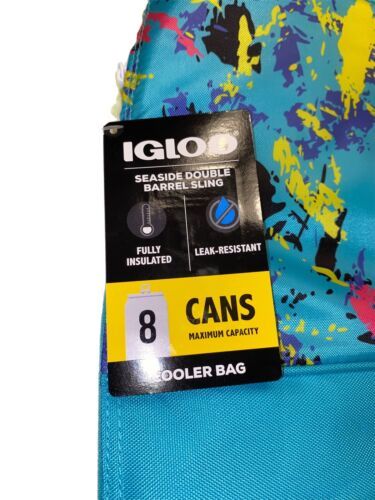 IGLOO
SEASIDE DOUBLE
BARREL SLING
FULLY
INSULATED
LEAK-RESISTANT
8
CANS
MAXIMUM CAPACITY
COOLER BAG